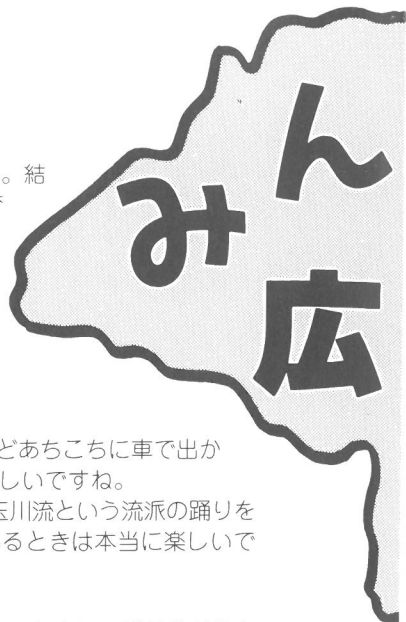 ん
み
広
。結
どあちこちに車で出か
しいですね。
玉川流という流派の踊りを
るときは本当に楽しいで